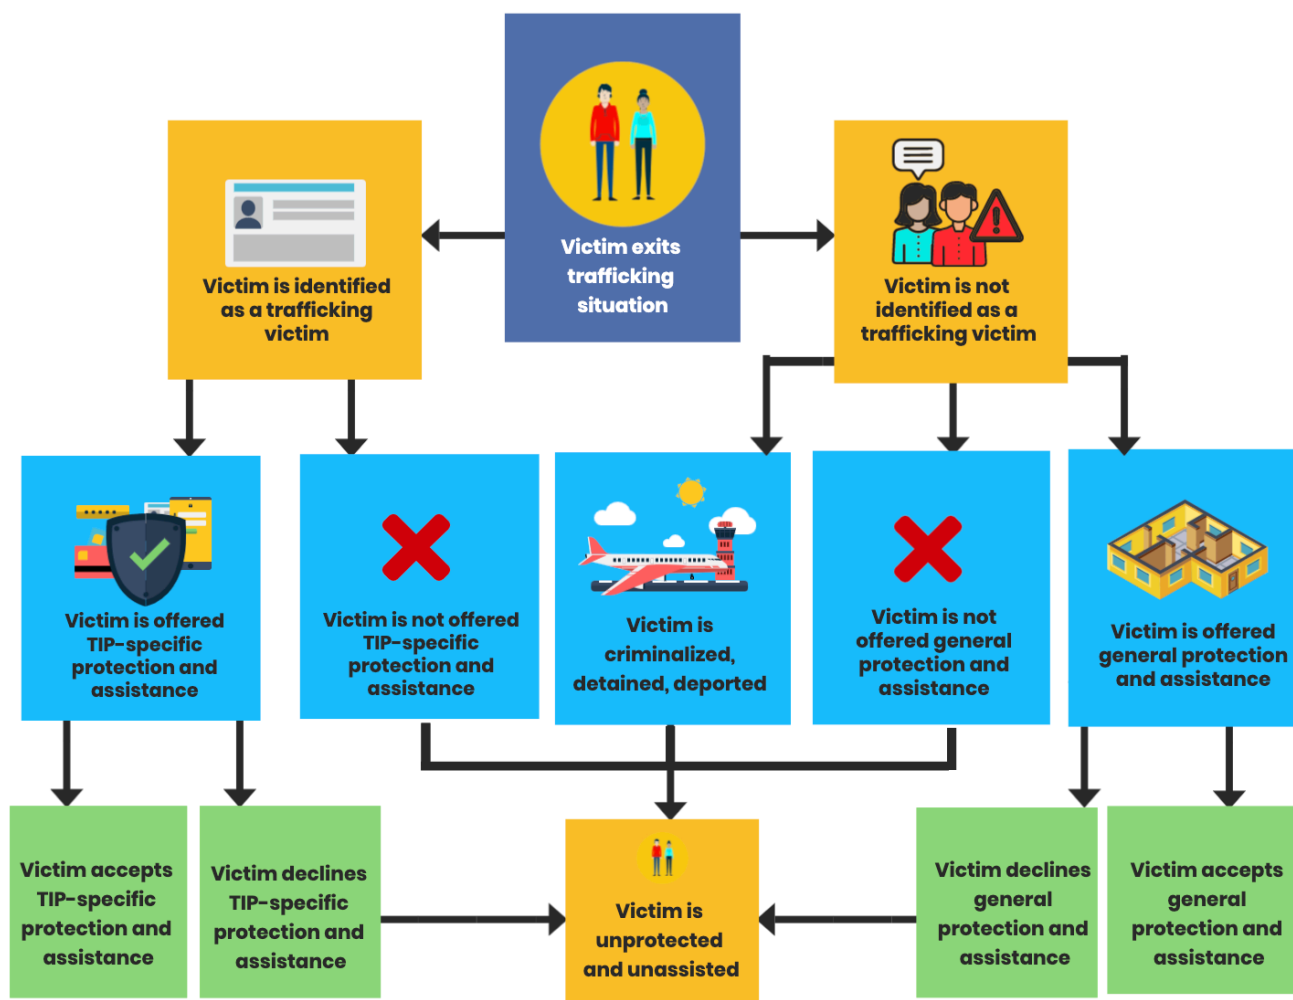 Victim exits
trafficking
situation
Victim is identified
as a trafficking
victim
Victim is not
identified as a
trafficking victim
Victim is offered
TIP-specific
protection and
assistance
Victim is not offered
TIP-specific
protection and
assistance
Victim is
criminalized,
detained, deported
Victim is not
offered general
protection and
assistance
Victim is offered
general protection
and assistance
Victim accepts
TIP-specific
protection and
assistance
Victim declines
TIP-specific
protection and
assistance
Victim is
unprotected
and unassisted
Victim declines
general
protection and
assistance
Victim accepts
general
protection and
assistance